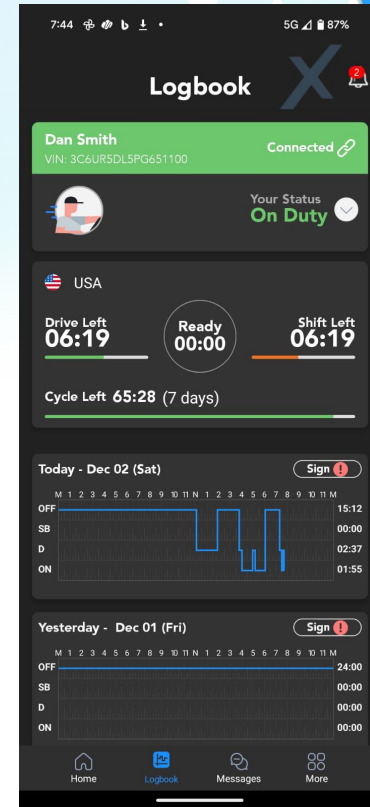 7:44
5G 87%
Logbook
X
2
Dan Smith
VIN: 3C6UR5DL5PG651100
Connected
Your Status
On Duty
USA
Drive Left
06:19
Ready
00:00
Shift Left
06:19
Cycle Left 65:28 (7 days)
Today - Dec 02 (Sat)
Sign !
M 1 2 3 4 5 6 7 8 9 10 11 N 1 2 3 4 5 6 7 8 9 10 11 M
OFF 15:12
SB 00:00
D 02:37
ON 01:55
Yesterday - Dec 01 (Fri)
Sign !
M 1 2 3 4 5 6 7 8 9 10 11 N 1 2 3 4 5 6 7 8 9 10 11 M
OFF 24:00
SB 00:00
D 00:00
ON 00:00
Home
Logbook
Messages
More